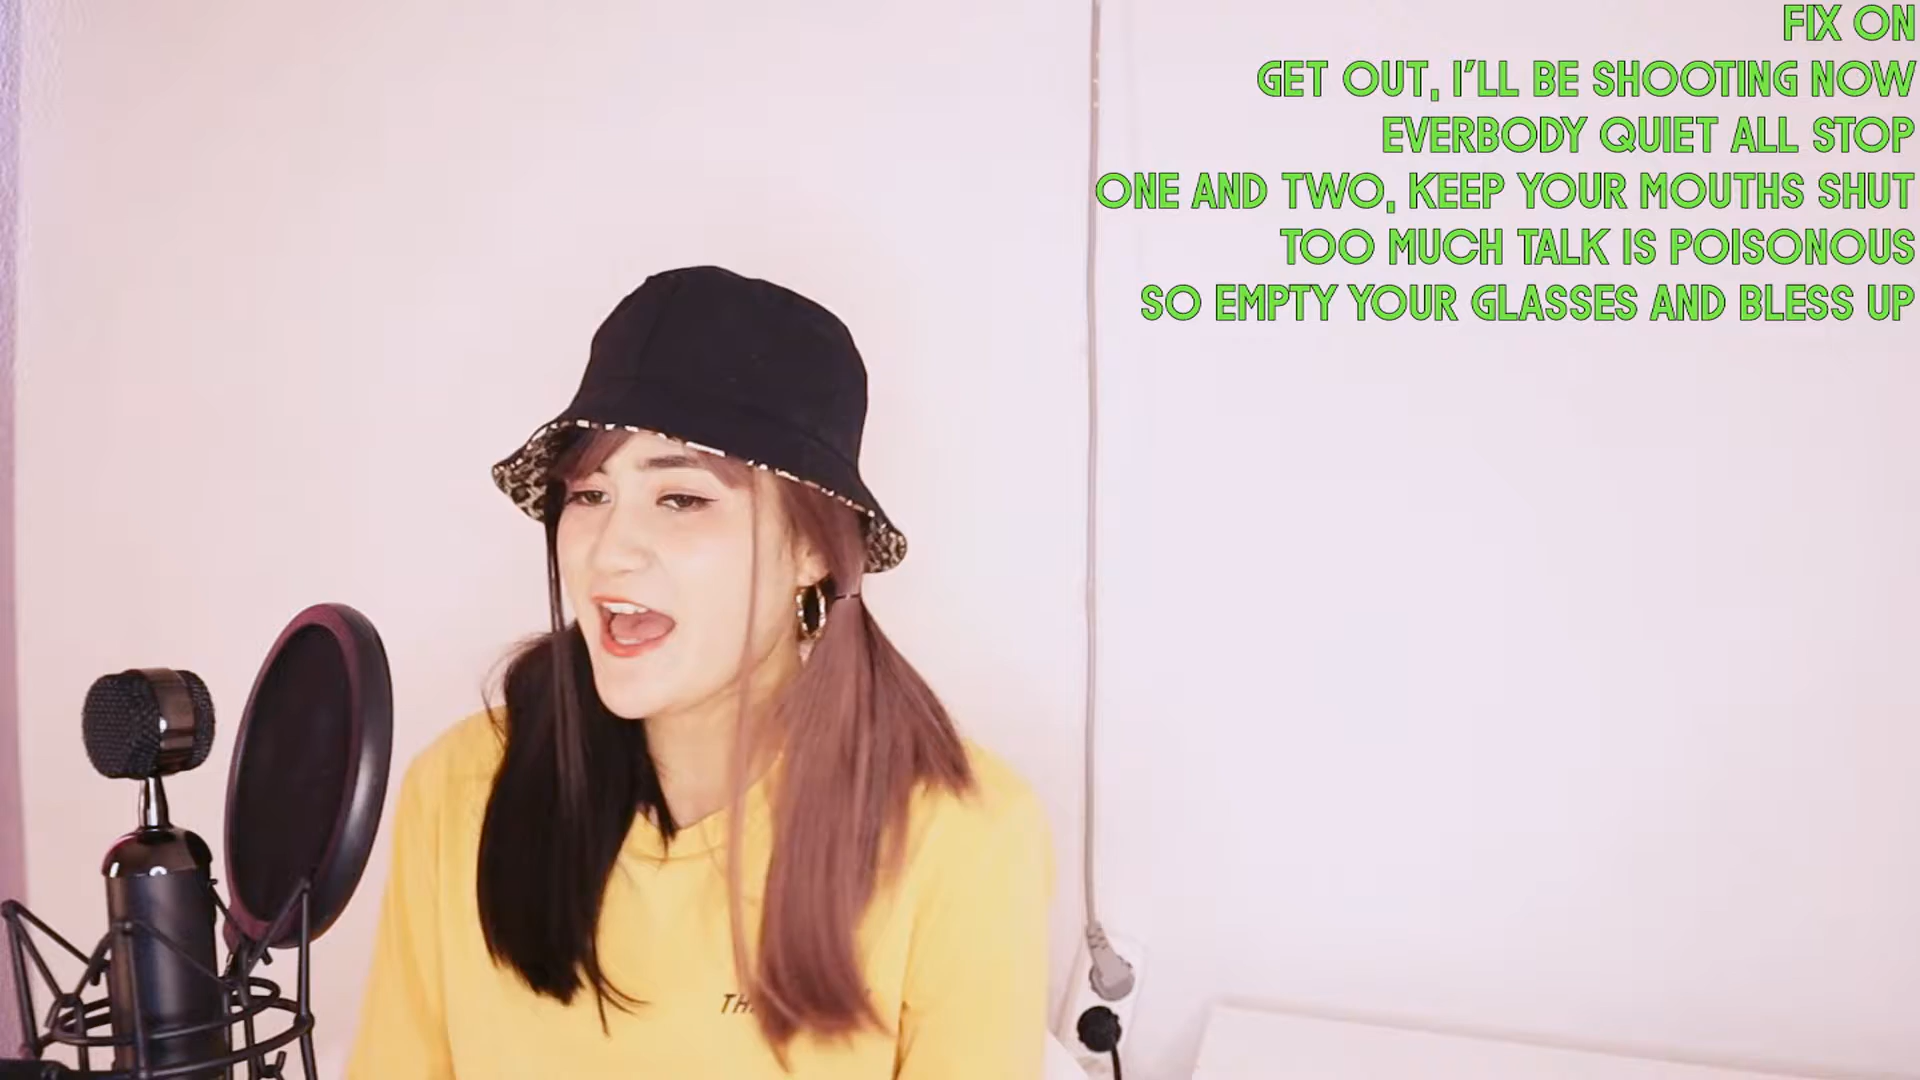 FIX ON
GET OUT, I'LL BE SHOOTING NOW
EVERBODY QUIET ALL STOP
ONE AND TWO, KEEP YOUR MOUTHS SHUT
TOO MUCH TALK IS POISONOUS
SO EMPTY YOUR GLASSES AND BLESS UP